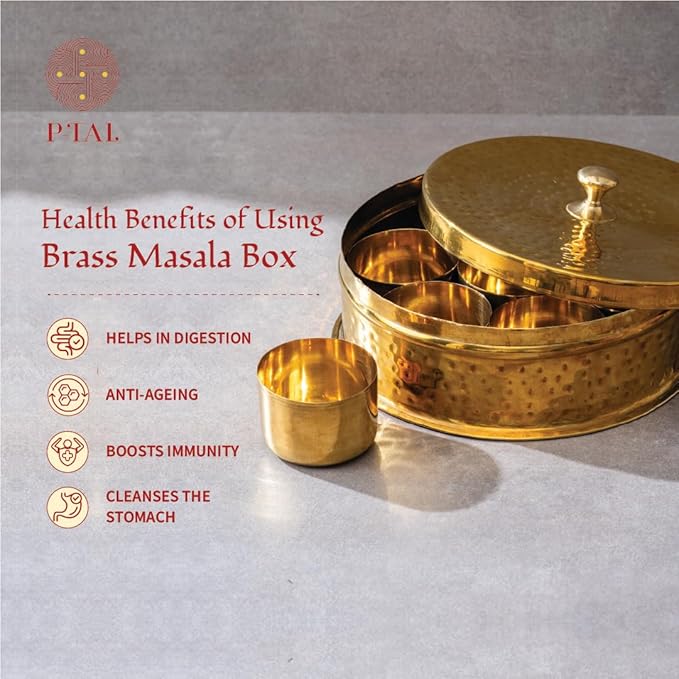 P'TAL
Health Benefits of Using
Brass Masala Box
HELPS IN DIGESTION
ANTI-AGEING
BOOSTS IMMUNITY
CLEANSES THE
STOMACH